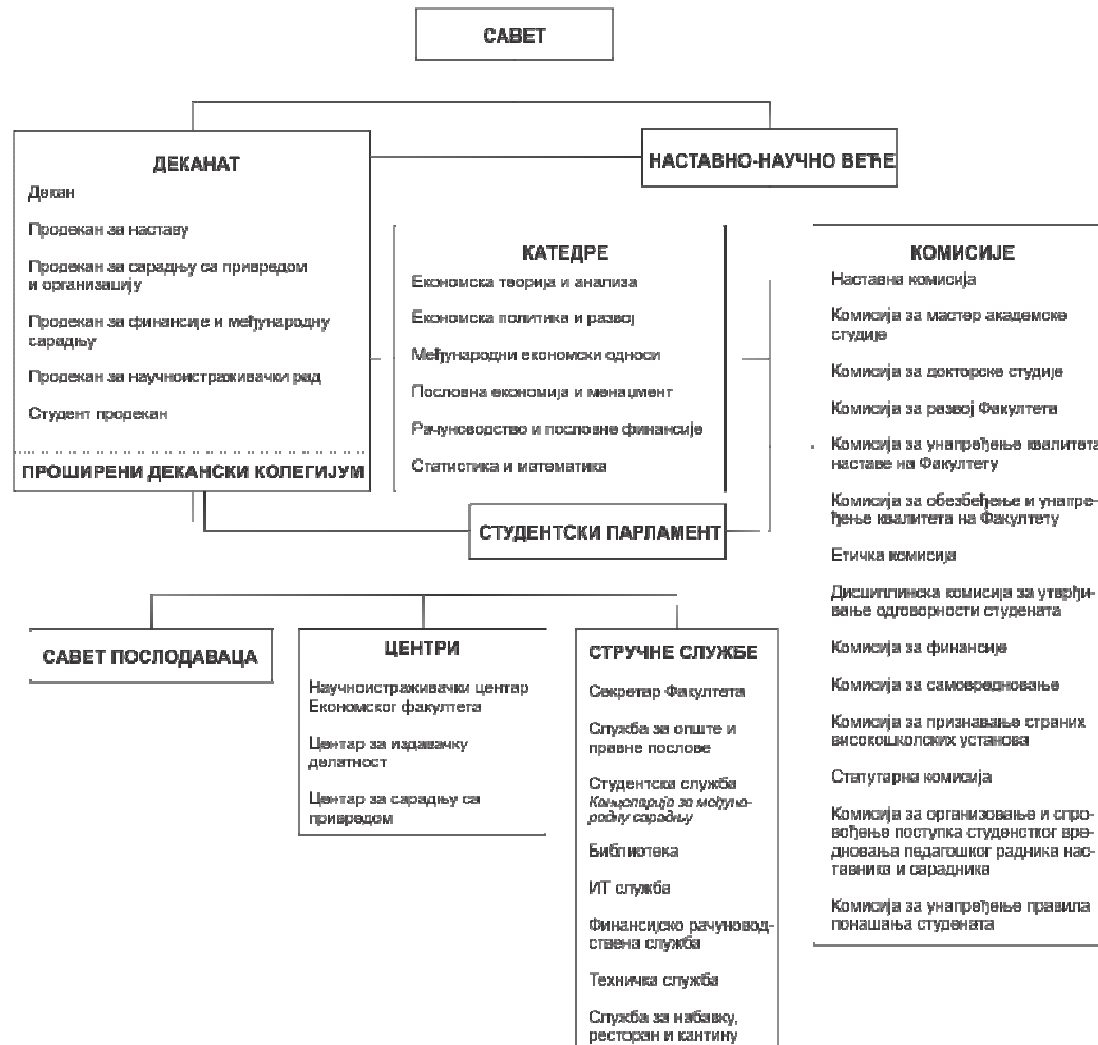 САВЕТ
ДЕКАНАТ
Декан
Продекан за наставу
Продекан за сарадњу са привредом
и организацију
Продекан за финансије и међународну
сарадњу
Продекан за научноистраживачки рад
Студент продекан
ПРОШИРЕНИ ДЕКАНСКИ КОЛЕГИЈУМ
НАСТАВНО-НАУЧНО ВЕЋЕ
КАТЕДРЕ
Економска теорија и анализа
Економска политика и развој
Међународни економски односи
Пословна економија и менаџмент
Рачуноводство и пословне финансије
Статистика и математика
СТУДЕНТСКИ ПАРЛАМЕНТ
КОМИСИЈЕ
Наставна комисија
Комисија за мастер академске
студије
Комисија за докторске студије
Комисија за развој Факултета
Комисија за унапређење квалитета
наставе на Факултету
Комисија за обезбеђење и унапре-
ђење квалитета на Факултету
Етичка комисија
Дисциплинска комисија за утврђи-
вање одговорности студената
Комисија за финансије
Комисија за самовредновање
Комисија за признавање страних
високошколских установа
Статутарна комисија
Комисија за организовање и спро-
вођење поступка студенстког вре-
дновања педагошког радника нас-
тавника и сарадника
Комисија за унапређење правила
понашања студената
САВЕТ ПОСЛОДАВАЦА
ЦЕНТРИ
Научноистраживачки центар
Економског факултета
Центар за издавачку
делатност
Центар за сарадњу са
привредом
СТРУЧНЕ СЛУЖБЕ
Секретар Факултета
Служба за опште и
правне послове
Студентска служба
Канцеларија за међуна-
родну сарадњу
Библиотека
ИТ служба
Финансијско рачуновод-
ствена служба
Техничка служба
Служба за набавку,
ресторан и кантину